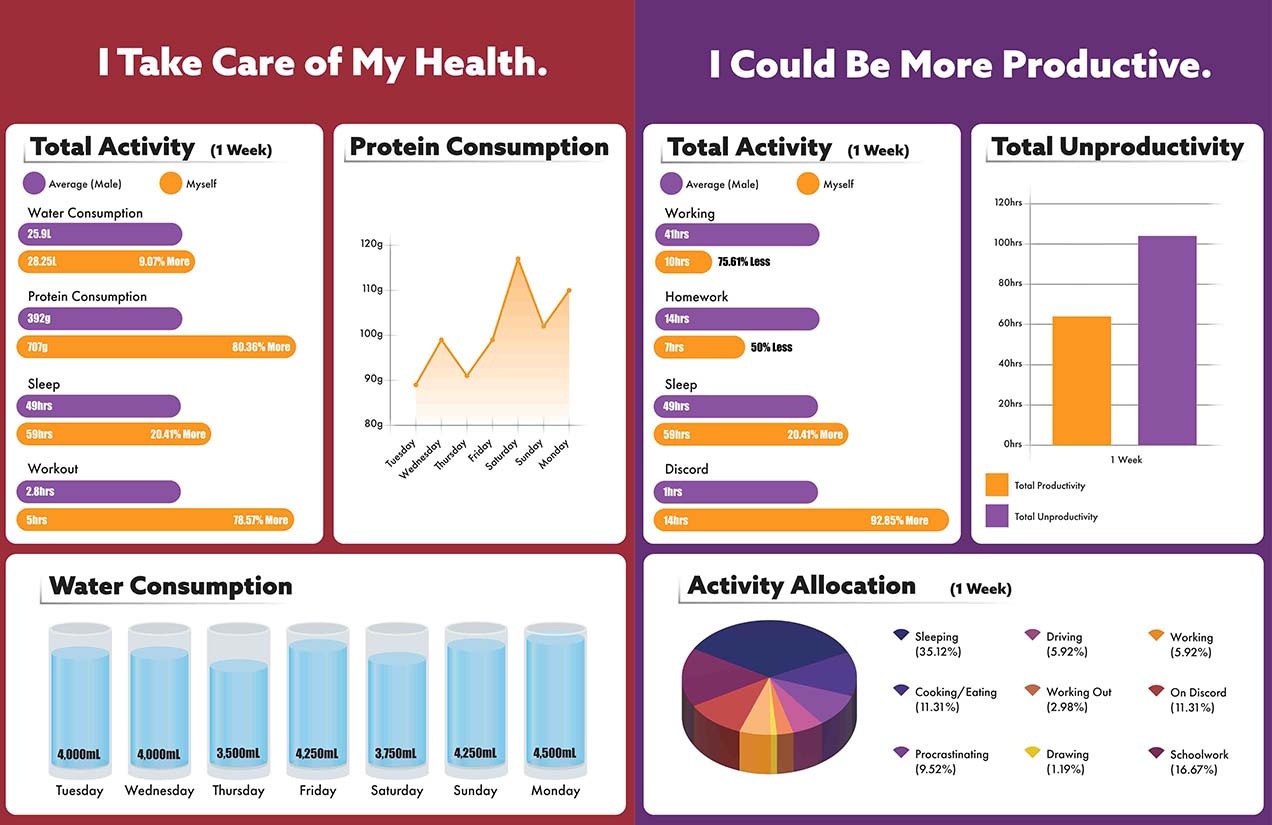 I Take Care of My Health.
Total Activity (1 Week)
Average (Male) Myself
Water Consumption
25.9L
28.25L 9.07% More
Protein Consumption
392g
707g 80.36% More
Sleep
49hrs
59hrs 20.41% More
Workout
2.8hrs
5hrs 78.57% More
Protein Consumption
120g
110g
100g
90g
80g
Tuesday
Wednesday
Thursday
Friday
Saturday
Sunday
Monday
Water Consumption
4,000mL 4,000mL 3,500mL 4,250mL 3,750mL 4,250mL 4,500mL
Tuesday Wednesday Thursday Friday Saturday Sunday Monday
I Could Be More Productive.
Total Activity (1 Week)
Average (Male) Myself
Working
41hrs
10hrs 75.61% Less
Homework
14hrs
7hrs 50% Less
Sleep
49hrs
59hrs 20.41% More
Discord
1hrs
14hrs 92.85% More
Total Unproductivity
120hrs
100hrs
80hrs
60hrs
40hrs
20hrs
0hrs
1 Week
Total Productivity
Total Unproductivity
Activity Allocation (1 Week)
Sleeping
(35.12%)
Driving
(5.92%)
Working
(5.92%)
Cooking/Eating
(11.31%)
Working Out
(2.98%)
On Discord
(11.31%)
Procrastinating
(9.52%)
Drawing
(1.19%)
Schoolwork
(16.67%)